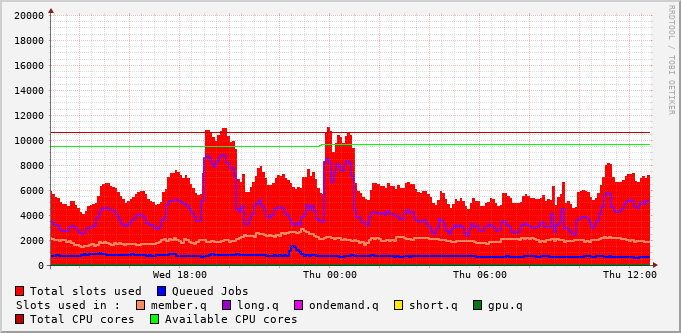 20000
18000
16000
14000
12000
10000
8000
6000
4000
2000
0
Wed 18:00 Thu 00:00 Thu 06:00 Thu 12:00
RRDTOOL / TOBI OETIKER
Total slots used Queued Jobs
Slots used in : member.q long.q ondemand.q short.q gpu.q
Total CPU cores Available CPU cores